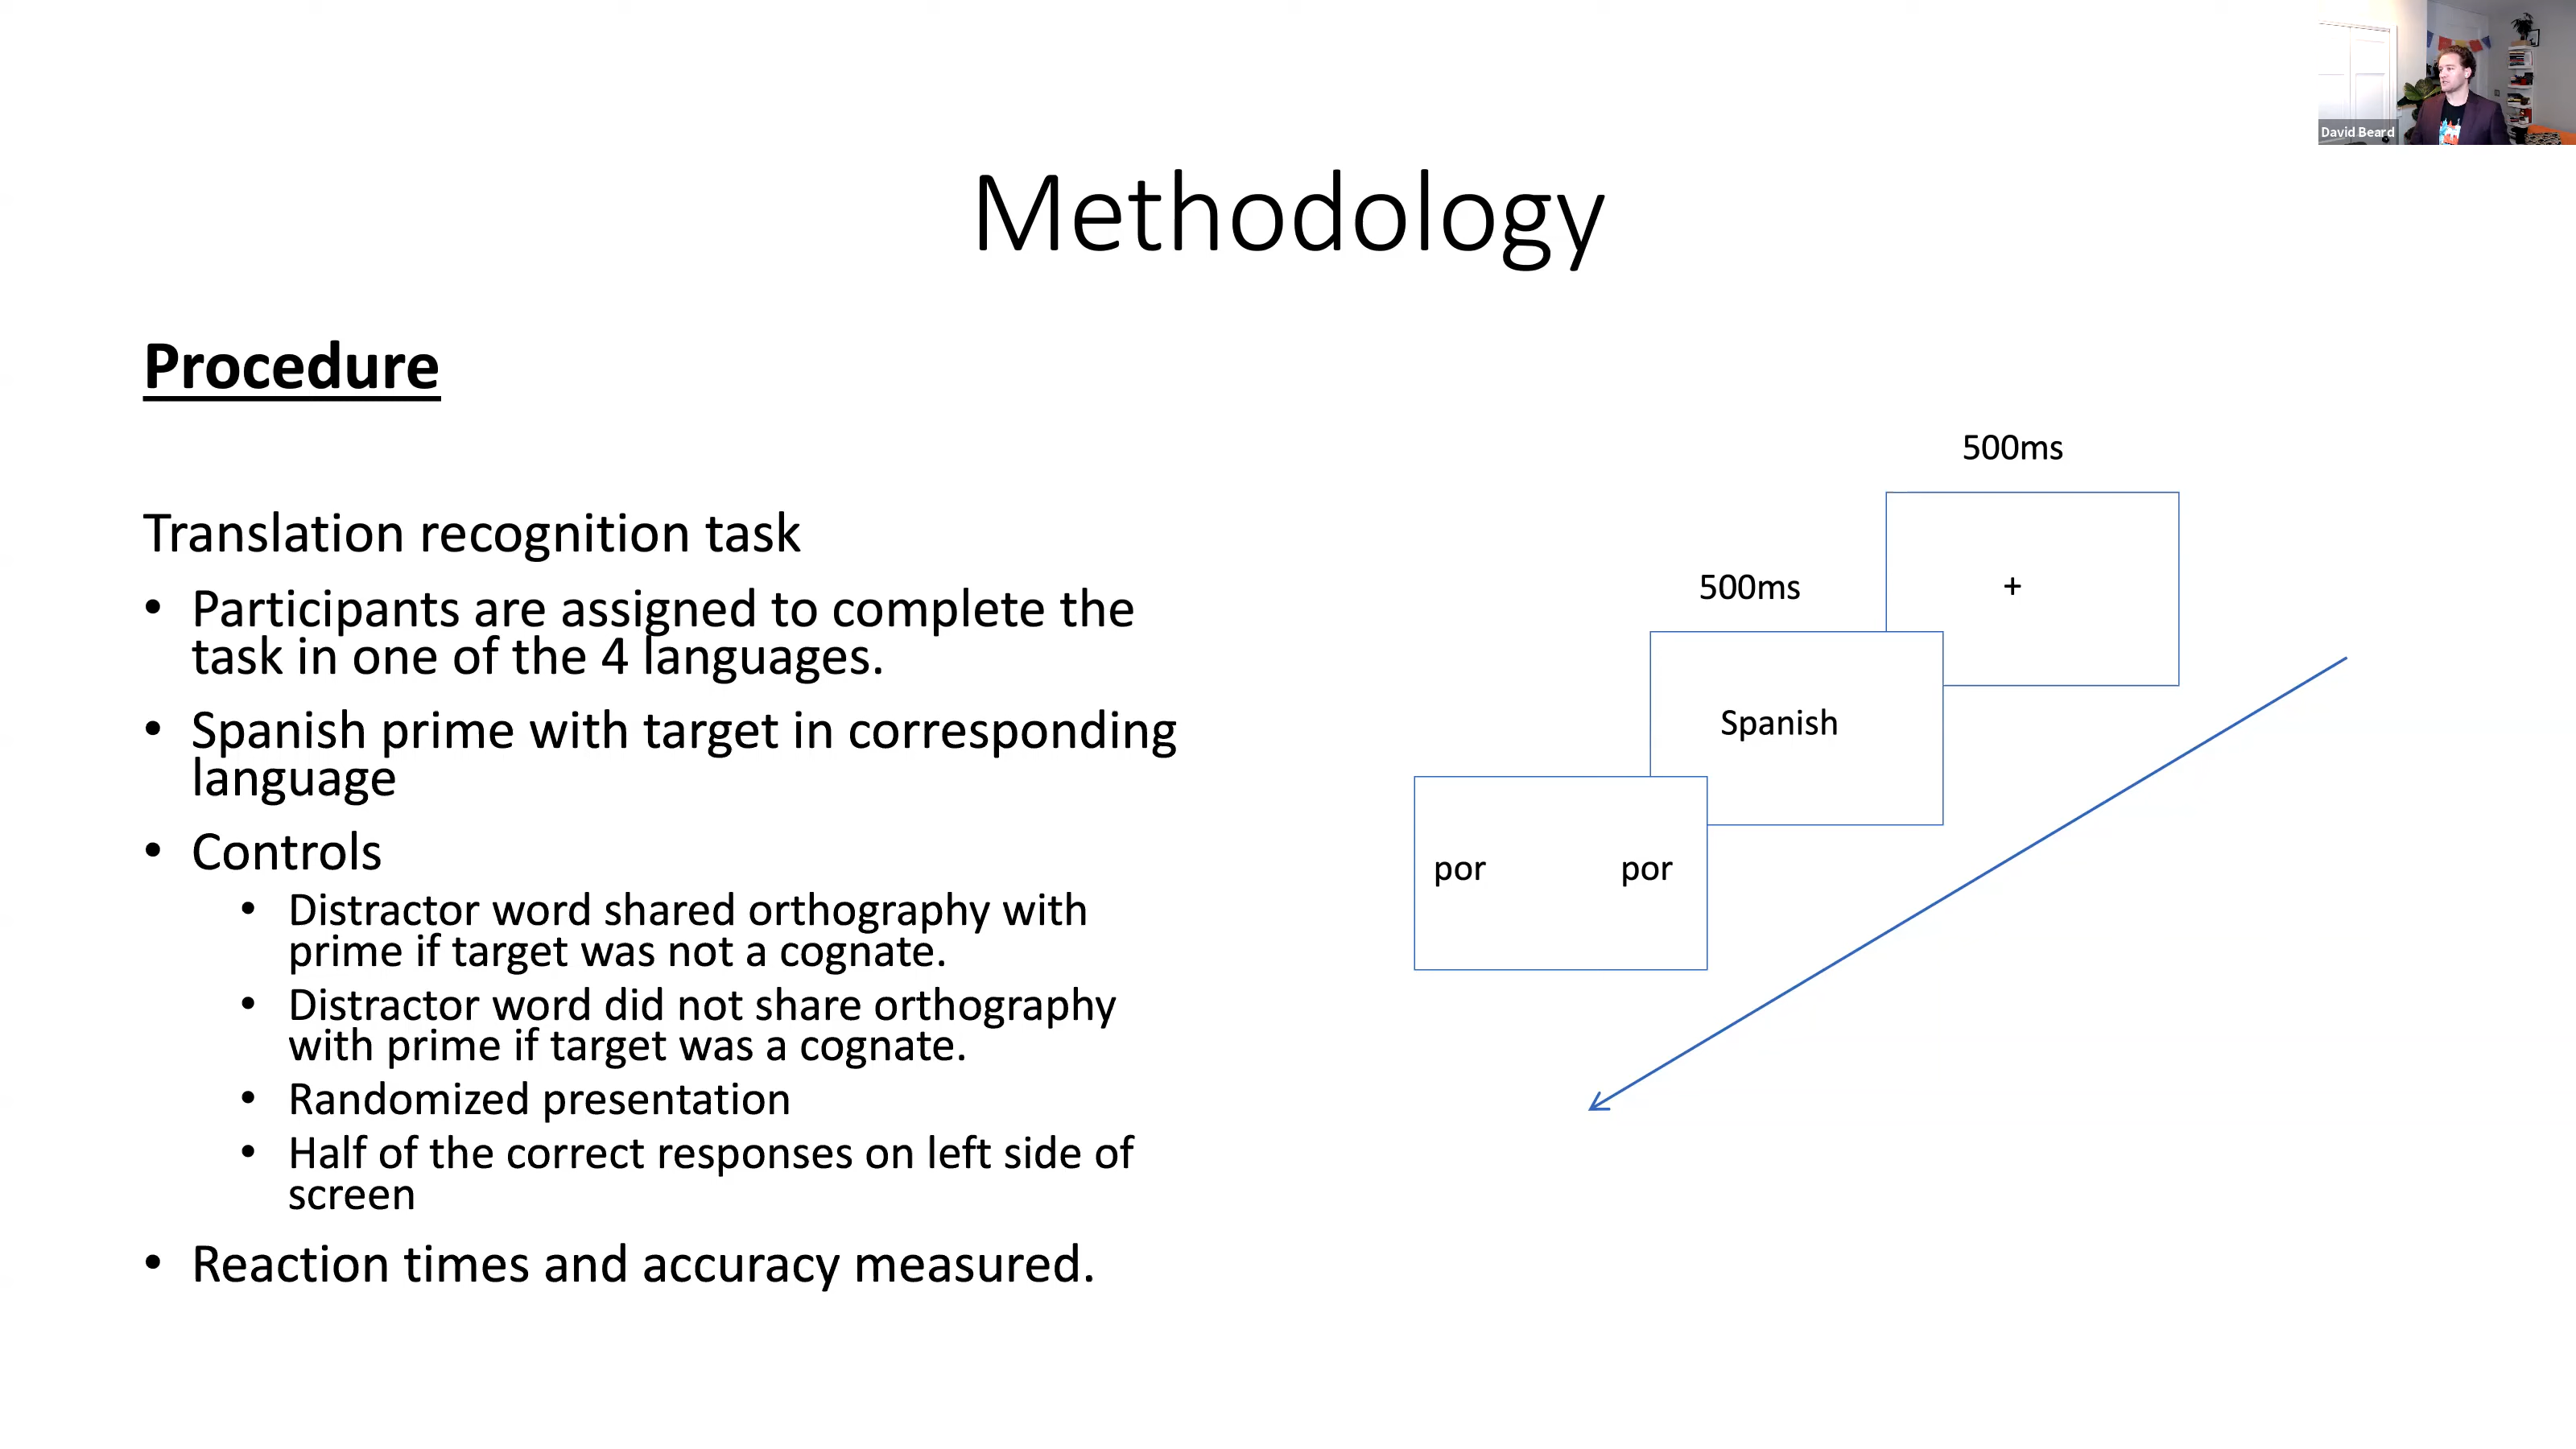 David Beard
Methodology
Procedure
Translation recognition task
• Participants are assigned to complete the
task in one of the 4 languages.
• Spanish prime with target in corresponding
language
• Controls
• Distractor word shared orthography with
prime if target was not a cognate.
• Distractor word did not share orthography
with prime if target was a cognate.
• Randomized presentation
• Half of the correct responses on left side of
screen
• Reaction times and accuracy measured.
500ms
+
500ms
Spanish
por por